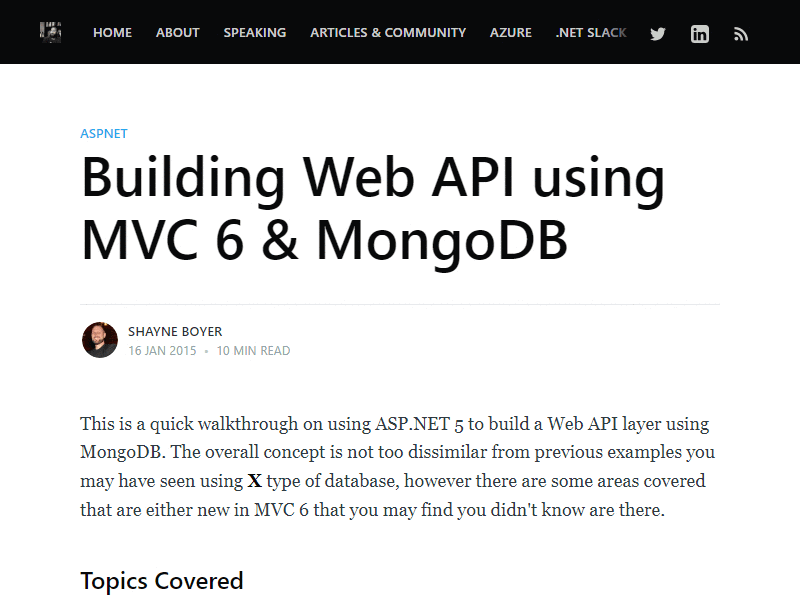 HOME ABOUT SPEAKING ARTICLES & COMMUNITY AZURE .NET SLACK
ASPNET
Building Web API using
MVC 6 & MongoDB
SHAYNE BOYER
16 JAN 2015 • 10 MIN READ
This is a quick walkthrough on using ASP.NET 5 to build a Web API layer using
MongoDB. The overall concept is not too dissimilar from previous examples you
may have seen using X type of database, however there are some areas covered
that are either new in MVC 6 that you may find you didn't know are there.
Topics Covered